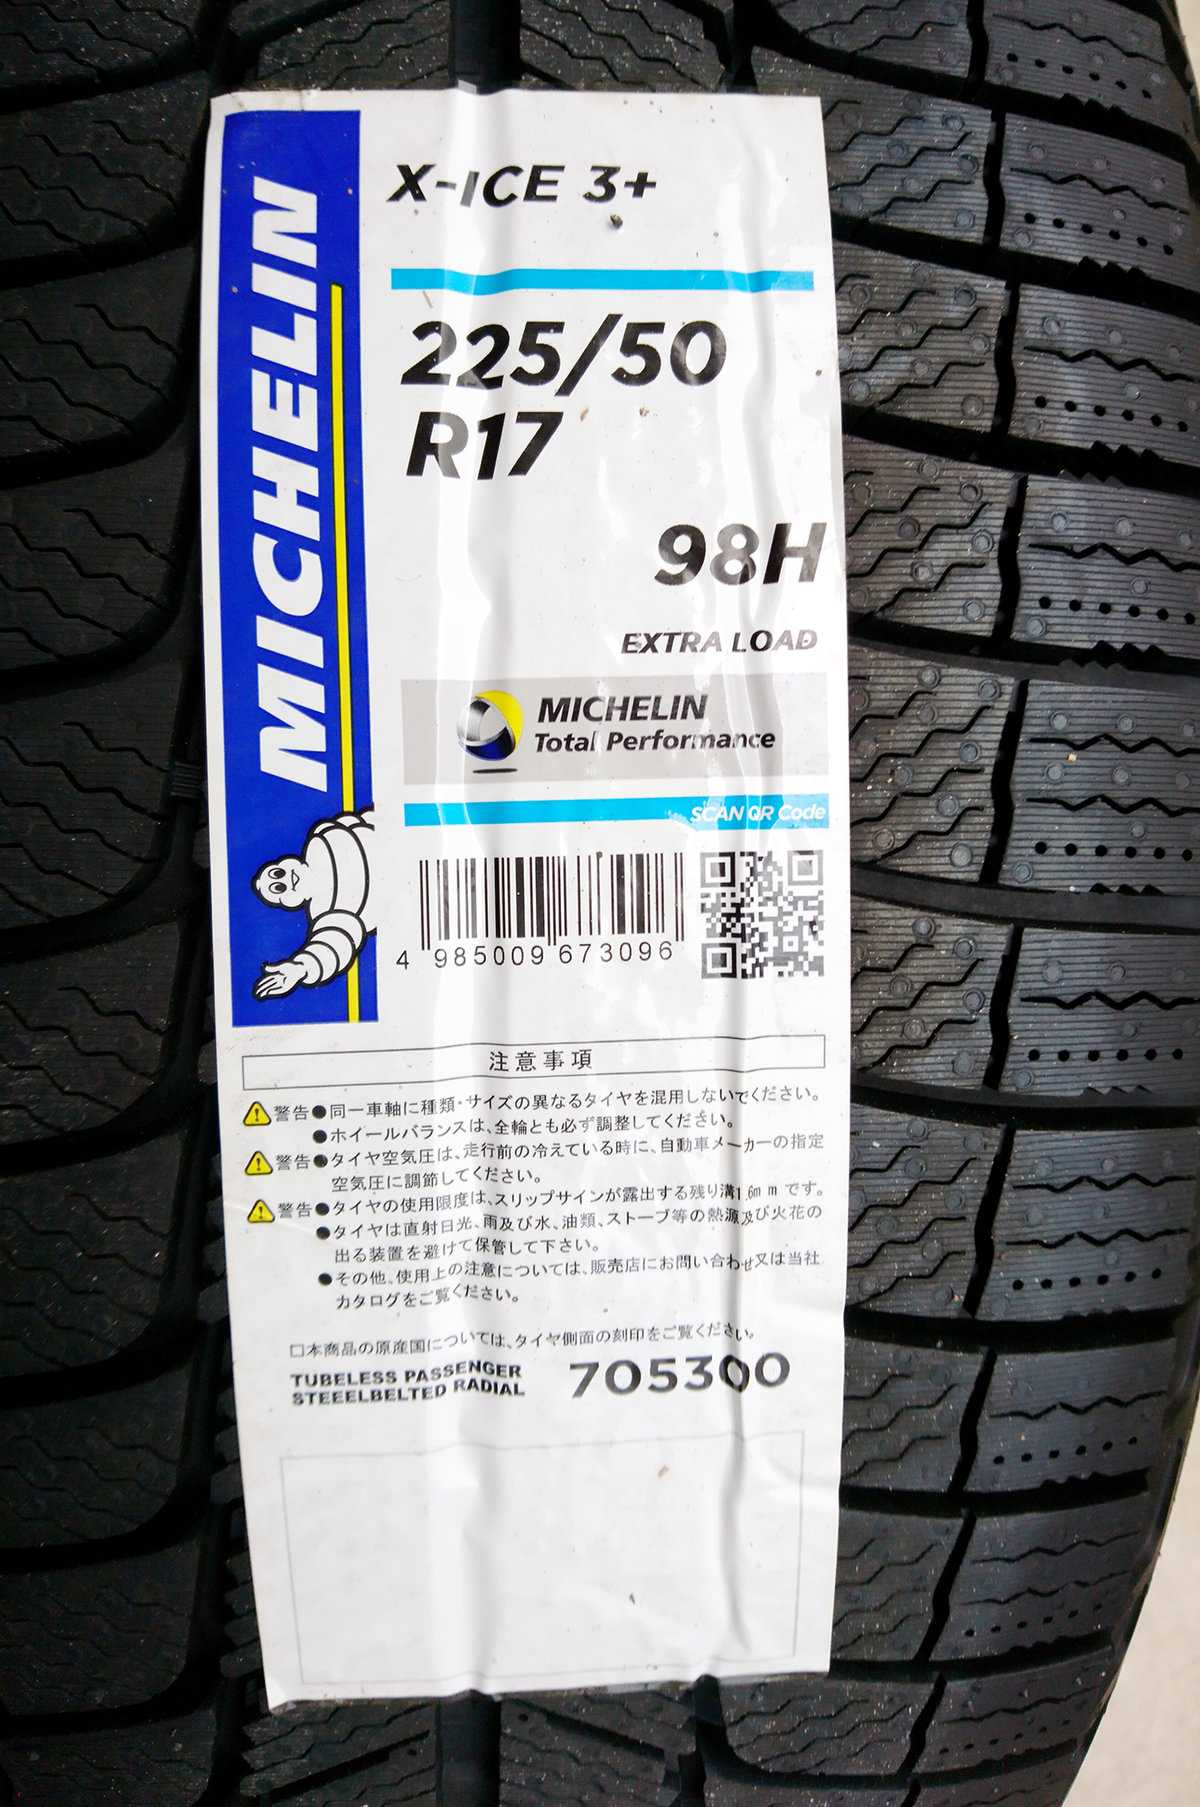 MICHELIN
X-ICE 3+
225/50
R17
98H
EXTRA LOAD
MICHELIN
Total Performance
SCAN QR Code
4 985009 673096
注意事項
警告●同一車軸に種類・サイズの異なるタイヤを混用しないでください。
●ホイールバランスは、全輪とも必ず調整してください。
警告●タイヤ空気圧は、走行前の冷えている時に、自動車メーカーの指定
空気圧に調節してください。
警告●タイヤの使用限度は、スリップサインが露出する残り溝1.6mmです。
●タイヤは直射日光、雨及び水、油類、ストーブ等の熱源及び火花の
出る装置を避けて保管して下さい。
●その他、使用上の注意については、販売店にお問い合わせ又は当社
カタログをご覧ください。
□本商品の原産国については、タイヤ側面の刻印をご覧ください。
TUBELESS PASSENGER
STEEELBELTED RADIAL
705300